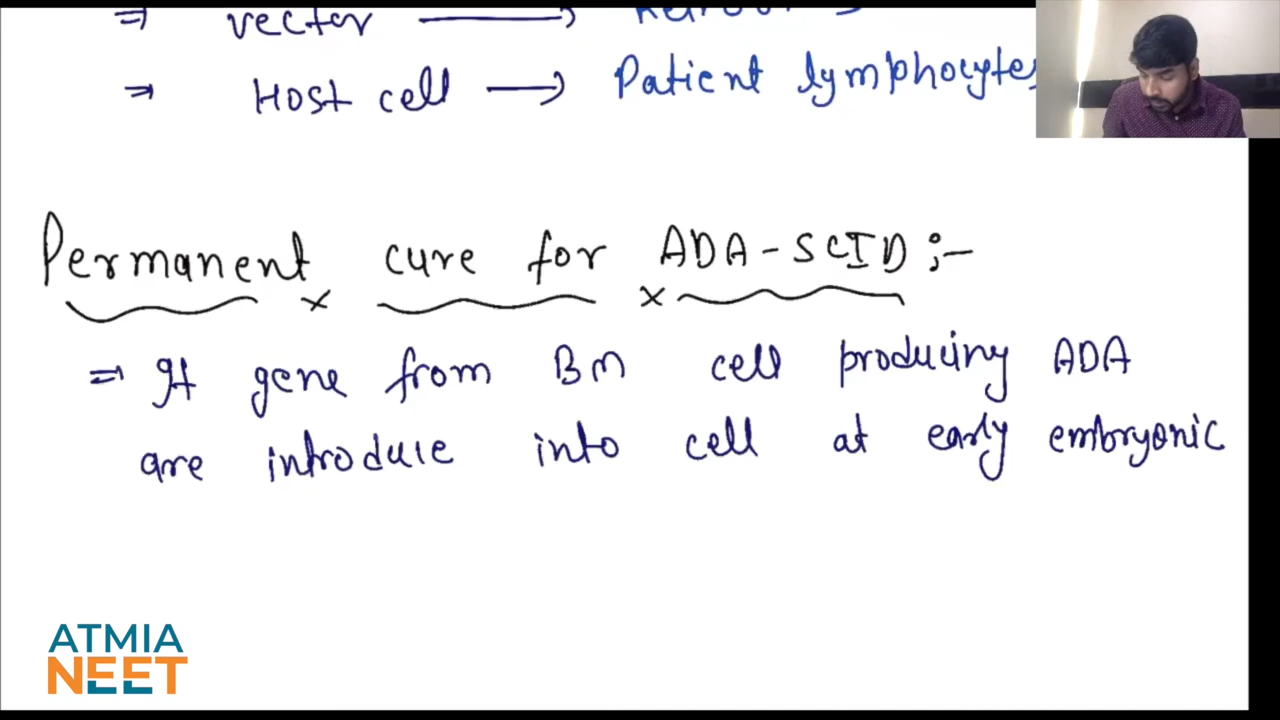 ⇒ vector ⟶
⇒ Host cell ⟶ Patient lymphocytes
Permanent cure for ADA-SCID ;-
⇒ If gene from BM cell producing ADA
are introduce into cell at early embryonic
ATMIA
NEET